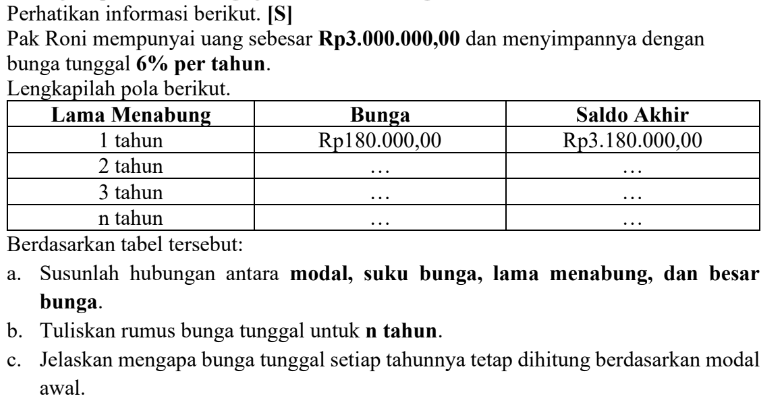 Perhatikan informasi berikut. [S]
Pak Roni mempunyai uang sebesar Rp3.000.000,00 dan menyimpannya dengan
bunga tunggal 6% per tahun.
Lengkapilah pola berikut.
Lama Menabung Bunga Saldo Akhir
1 tahun Rp180.000,00 Rp3.180.000,00
2 tahun … …
3 tahun … …
n tahun … …
Berdasarkan tabel tersebut:
a. Susunlah hubungan antara modal, suku bunga, lama menabung, dan besar
bunga.
b. Tuliskan rumus bunga tunggal untuk n tahun.
c. Jelaskan mengapa bunga tunggal setiap tahunnya tetap dihitung berdasarkan modal
awal.